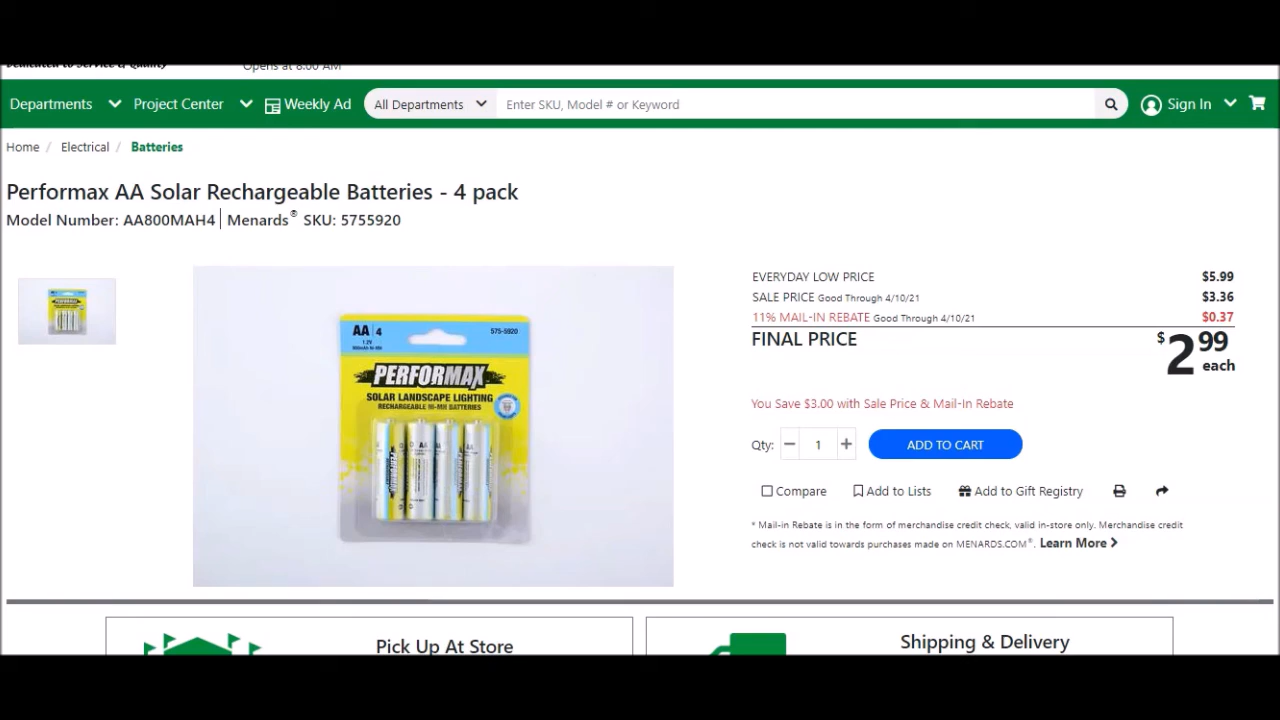 Dedicated to Service & Quality
Opens at 8:00 AM
Departments Project Center Weekly Ad All Departments Enter SKU, Model # or Keyword Sign In
Home / Electrical / Batteries
Performax AA Solar Rechargeable Batteries - 4 pack
Model Number: AA800MAH4 | Menards® SKU: 5755920
AA 4 575-5920
1.2V
PERFORMAX
SOLAR LANDSCAPE LIGHTING
RECHARGEABLE NI-MH BATTERIES
EVERYDAY LOW PRICE $5.99
SALE PRICE Good Through 4/10/21 $3.36
11% MAIL-IN REBATE Good Through 4/10/21 $0.37
FINAL PRICE $2 99 each
You Save $3.00 with Sale Price & Mail-In Rebate
Qty: 1 ADD TO CART
Compare Add to Lists Add to Gift Registry
* Mail-in Rebate is in the form of merchandise credit check, valid in-store only. Merchandise credit
check is not valid towards purchases made on MENARDS.COM®. Learn More
Pick Up At Store
Shipping & Delivery